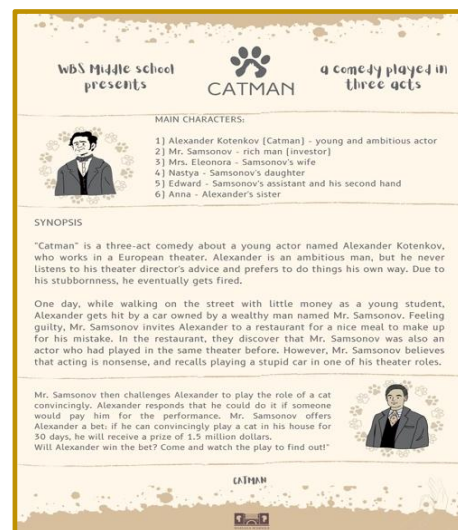 WBS Middle school
presents
CATMAN
a comedy played in
three acts
MAIN CHARACTERS:
1] Alexander Kotenkov [Catman] - young and ambitious actor
2] Mr. Samsonov - rich man [investor]
3] Mrs. Eleonora - Samsonov's wife
4] Nastya - Samsonov's daughter
5] Edward - Samsonov's assistant and his second hand
6] Anna - Alexander's sister
SYNOPSIS
"Catman" is a three-act comedy about a young actor named Alexander Kotenkov,
who works in a European theater. Alexander is an ambitious man, but he never
listens to his theater director's advice and prefers to do things his own way. Due to
his stubbornness, he eventually gets fired.
One day, while walking on the street with little money as a young student,
Alexander gets hit by a car owned by a wealthy man named Mr. Samsonov. Feeling
guilty, Mr. Samsonov invites Alexander to a restaurant for a nice meal to make up
for his mistake. In the restaurant, they discover that Mr. Samsonov was also an
actor who had played in the same theater before. However, Mr. Samsonov believes
that acting is nonsense, and recalls playing a stupid car in one of his theater roles.
Mr. Samsonov then challenges Alexander to play the role of a cat
convincingly. Alexander responds that he could do it if someone
would pay him for the performance. Mr. Samsonov offers
Alexander a bet: if he can convincingly play a cat in his house for
30 days, he will receive a prize of 1.5 million dollars.
Will Alexander win the bet? Come and watch the play to find out!"
CATMAN